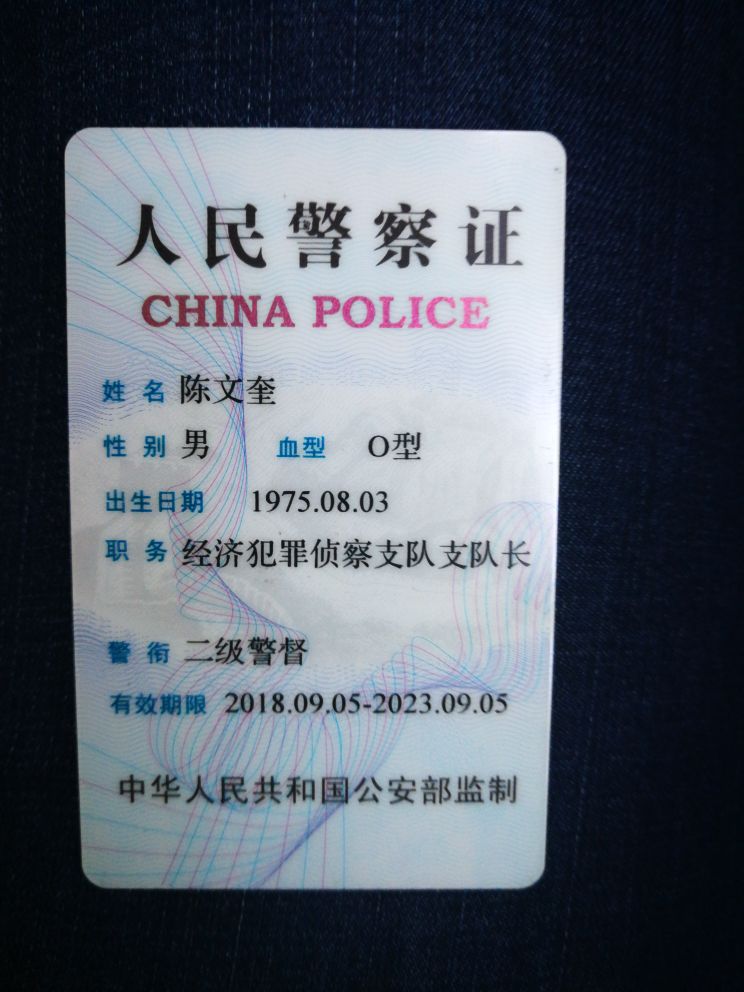 人民警察证
CHINA POLICE
姓名 陈文奎
性别 男 血型 O型
出生日期 1975.08.03
职务 经济犯罪侦察支队支队长
警衔 二级警督
有效期限 2018.09.05-2023.09.05
中华人民共和国公安部监制